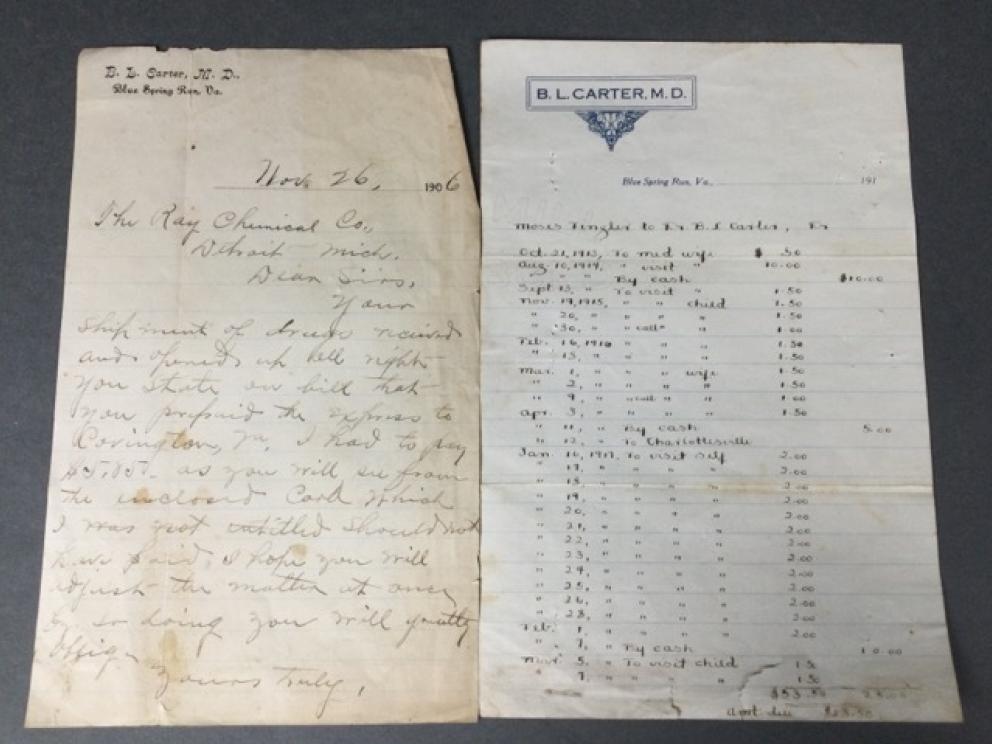 B. L. Carter, M. D.,
Blue Spring Run, Va.
Nov. 26, 1906
The Ray Chemical Co.,
Detroit Mich.
Dear Sirs,
Your
shipment of received
and opened up all right
You state on bill that
you prepaid the express to
Covington, Va. I had to pay
as you will see from
the inclosed Card which
I was not entitled should not
have paid. I hope you will
adjust the matter at once
by so doing you will greatly
oblige
Yours truly,
B. L. CARTER, M. D.
Blue Spring Run, Va., 191
Moses to Dr. B. L. Carter, Dr
Oct. 21, 1913, To med wife $ .50
Aug. 10, 1914, " visit " 10.00
" " By cash $10.00
Sept 13, " To visit " 1.50
Nov. 19, 1915, " " child 1.50
" 20, " " " " 1.50
" 30, " " call " " 1.00
Feb. 16, 1916 " " " 1.50
" 18, " " " " 1.50
Mar. 1, " " " wife 1.50
" 2, " " " " 1.50
" 9, " " call " " 1.00
Apr. 3, " " " " 1.50
" 11, " By cash 5.00
" 12, " To Charlottesville
Jan. 16, 1917, To visit self 2.00
" 17, " " " " 2.00
" 18 " " " " 2.00
" 19, " " " " 2.00
" 20, " " " " 2.00
" 21, " " " " 2.00
" 22, " " " " 2.00
" 23, " " " " 2.00
" 24, " " " " 2.00
" 25, " " " " 2.00
" 26, " " " " 2.00
" 28, " " " " 2.00
Feb. 1, " " " " 2.00
" 7, " By cash 10.00
Mar. 5, " To visit child 1.50
" 7, " " " " 1.50
$53.50 25.00
amt. due